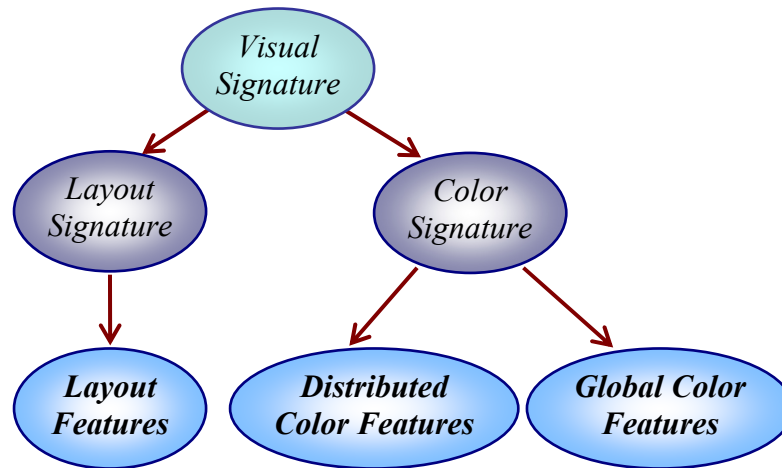 Visual
Signature
Layout
Signature
Color
Signature
Layout
Features
Distributed
Color Features
Global Color
Features